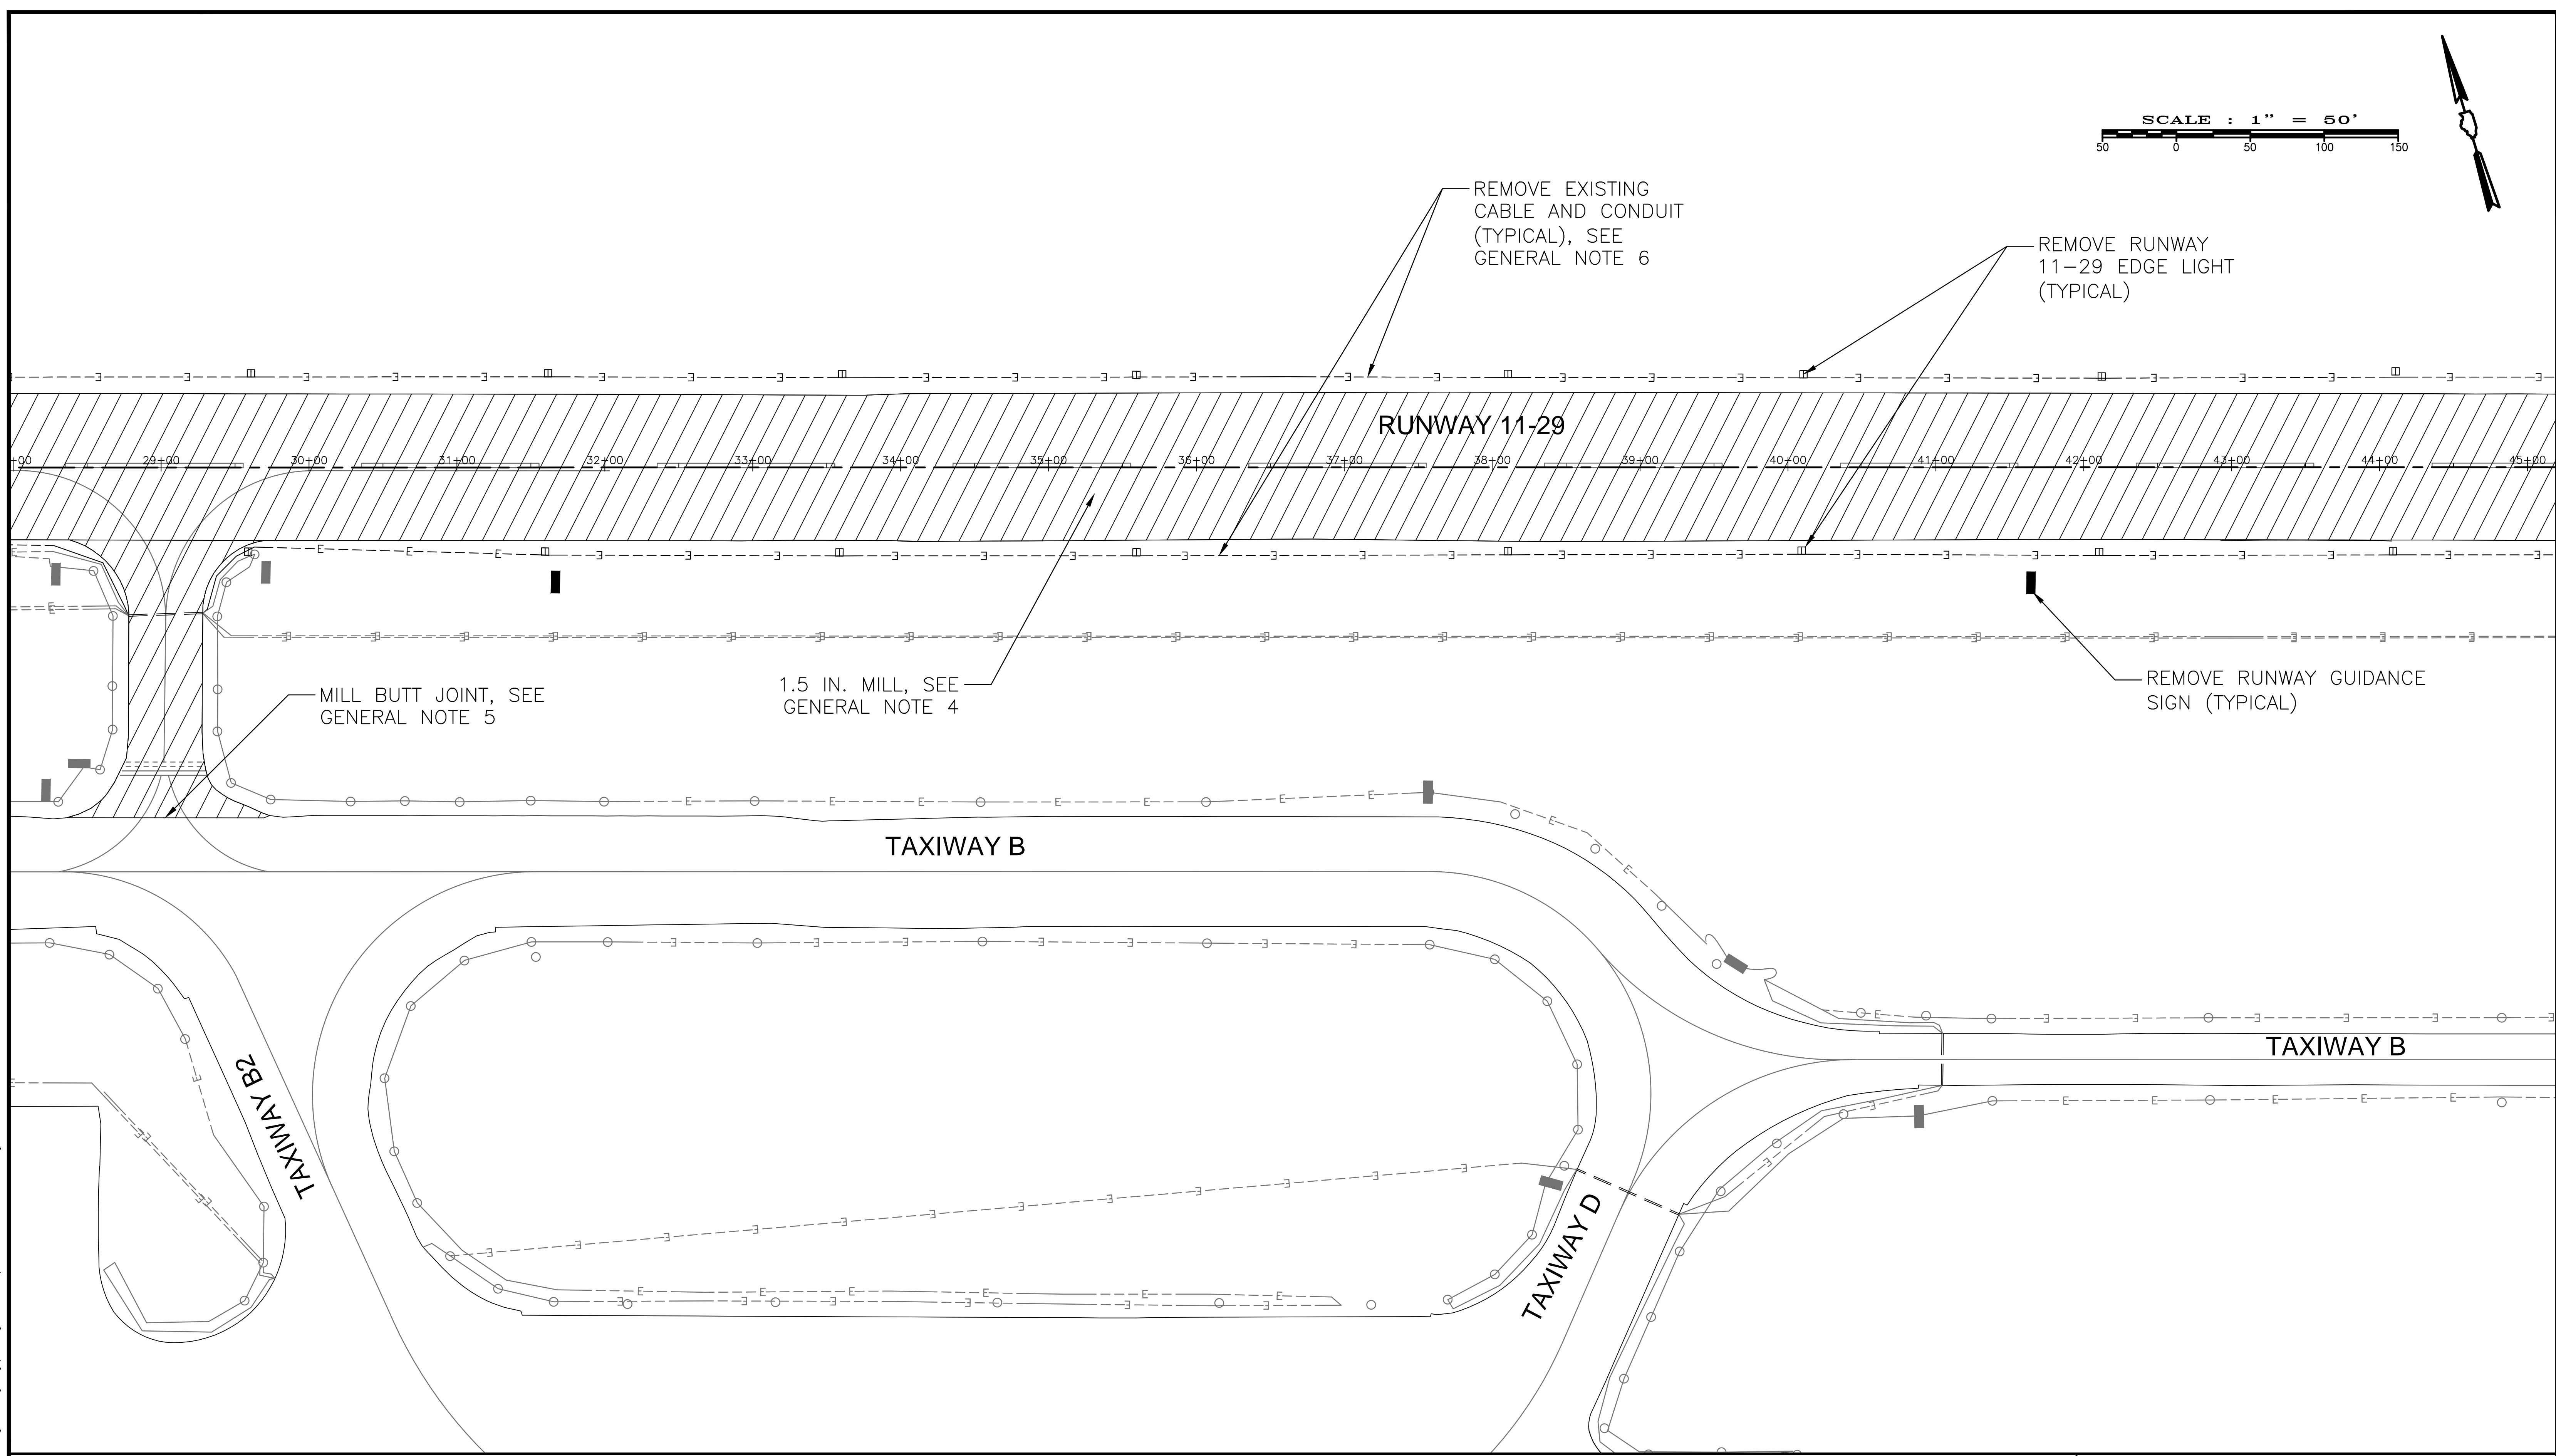 SCALE : 1" = 50'
50 0 50 100 150
REMOVE EXISTING
CABLE AND CONDUIT
(TYPICAL), SEE
GENERAL NOTE 6
REMOVE RUNWAY
11-29 EDGE LIGHT
(TYPICAL)
RUNWAY 11-29
+00 29+00 30+00 31+00 32+00 33+00 34+00 35+00 36+00 37+00 38+00 39+00 40+00 41+00 42+00 43+00 44+00 45+00
MILL BUTT JOINT, SEE
GENERAL NOTE 5
1.5 IN. MILL, SEE
GENERAL NOTE 4
REMOVE RUNWAY GUIDANCE
SIGN (TYPICAL)
TAXIWAY B
TAXIWAY B
TAXIWAY B2
TAXIWAY D